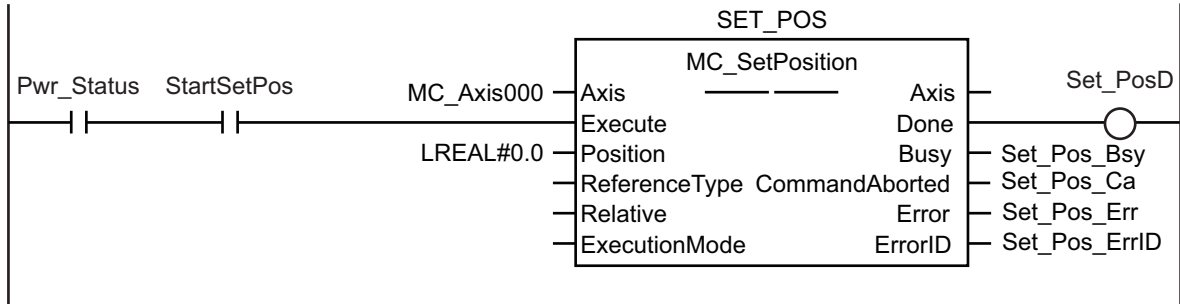 SET_POS
MC_SetPosition
Pwr_Status StartSetPos MC_Axis000 Axis Axis Set_PosD
Execute Done
LREAL#0.0 Position Busy Set_Pos_Bsy
ReferenceType CommandAborted Set_Pos_Ca
Relative Error Set_Pos_Err
ExecutionMode ErrorID Set_Pos_ErrID